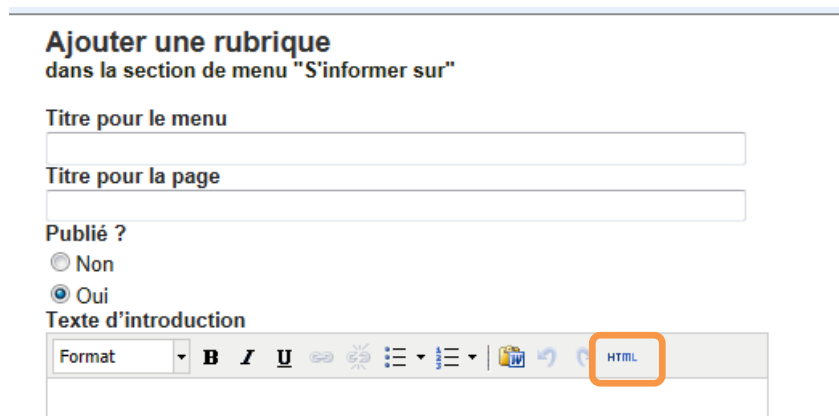 Ajouter une rubrique
dans la section de menu "S'informer sur"
Titre pour le menu
Titre pour la page
Publié ?
Non
Oui
Texte d’introduction
Format B I U HTML